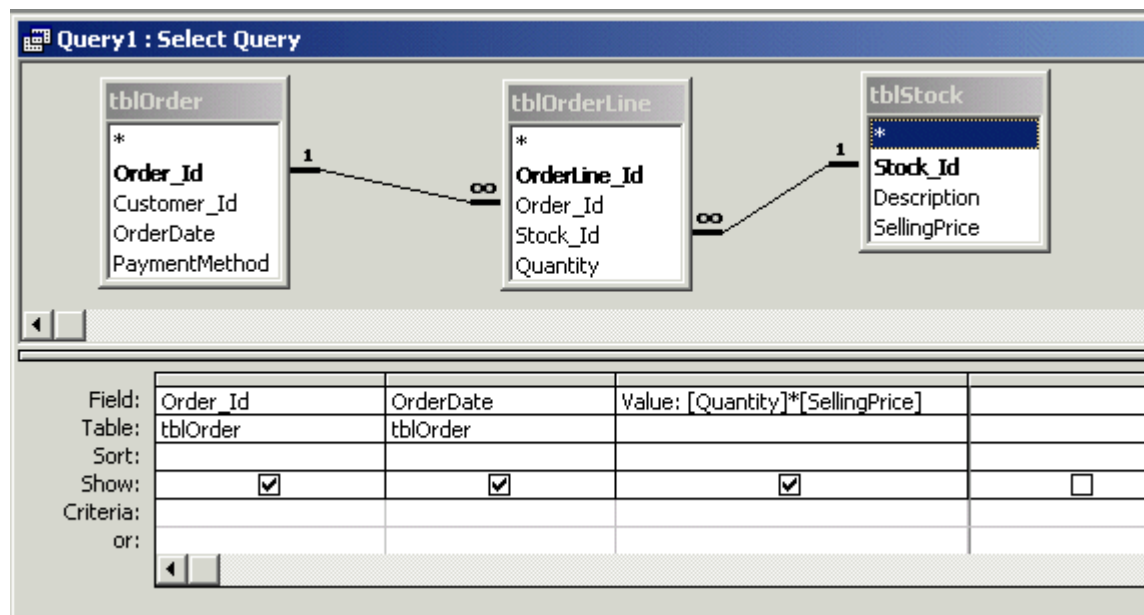 Query1 : Select Query
tblOrder
*
Order_Id
Customer_Id
OrderDate
PaymentMethod
1
∞
tblOrderLine
*
OrderLine_Id
Order_Id
Stock_Id
Quantity
∞
1
tblStock
*
Stock_Id
Description
SellingPrice
Field: Order_Id OrderDate Value: [Quantity]*[SellingPrice]
Table: tblOrder tblOrder
Sort:
Show:
Criteria:
or: